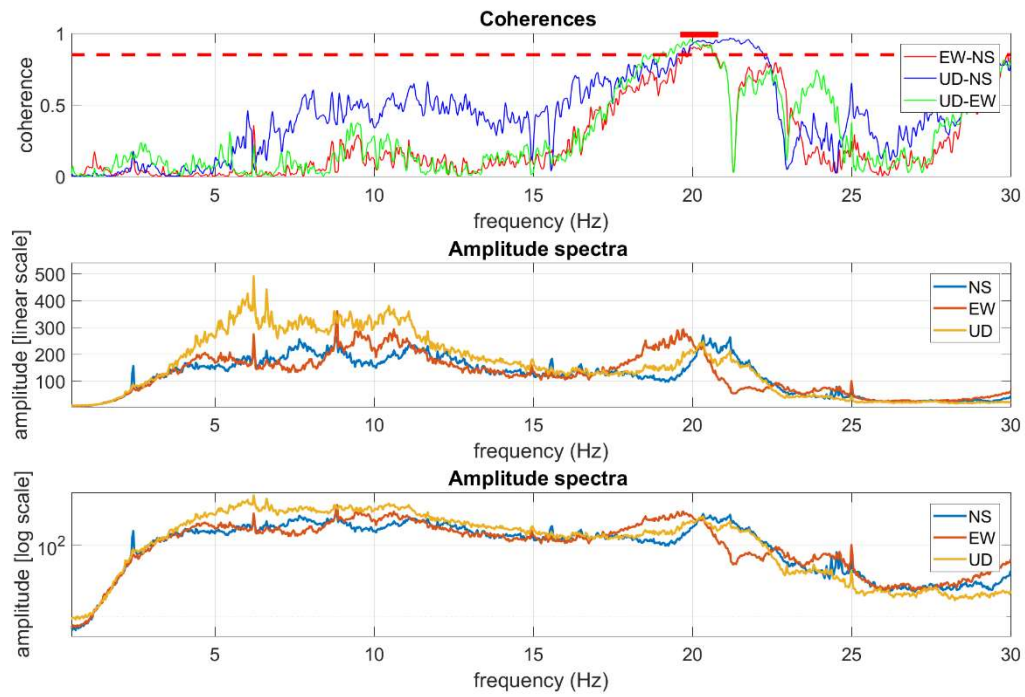 Coherences
1
0.5
0
coherence
EW-NS
UD-NS
UD-EW
5
10
15
20
25
30
frequency (Hz)
Amplitude spectra
500
400
300
200
100
amplitude [linear scale]
NS
EW
UD
5
10
15
20
25
30
frequency (Hz)
Amplitude spectra
10²
amplitude [log scale]
NS
EW
UD
5
10
15
20
25
30
frequency (Hz)